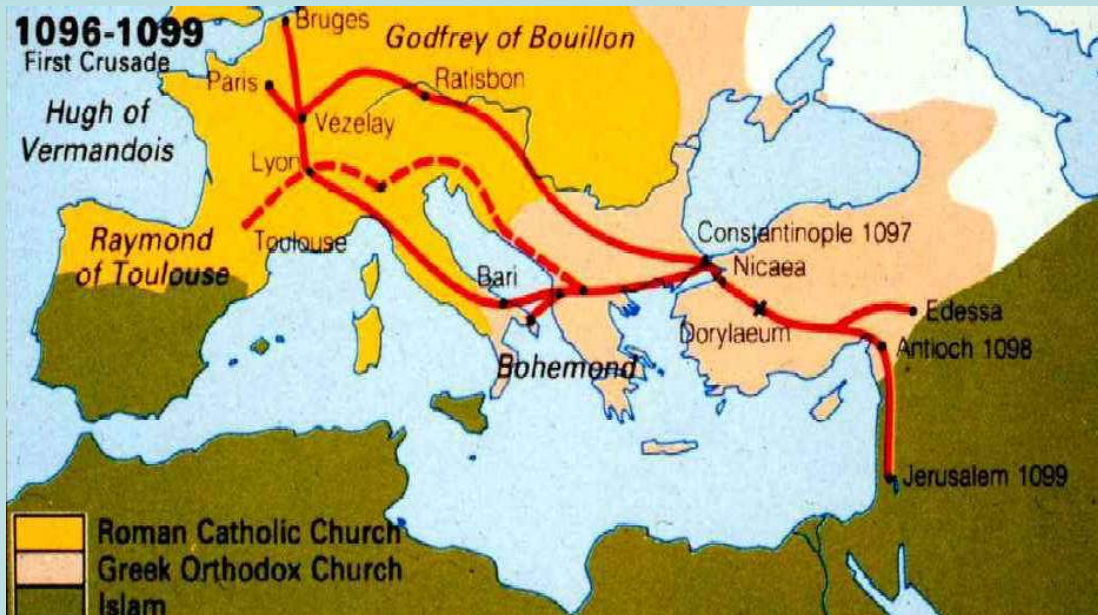 1096-1099
First Crusade
Bruges
Godfrey of Bouillon
Paris
Ratisbon
Hugh of
Vermandois
Vezelay
Lyon
Raymond
of Toulouse
Toulouse
Constantinople 1097
Bari
Nicaea
Dorylaeum
Edessa
Bohemond
Antioch 1098
Jerusalem 1099
Roman Catholic Church
Greek Orthodox Church
Islam